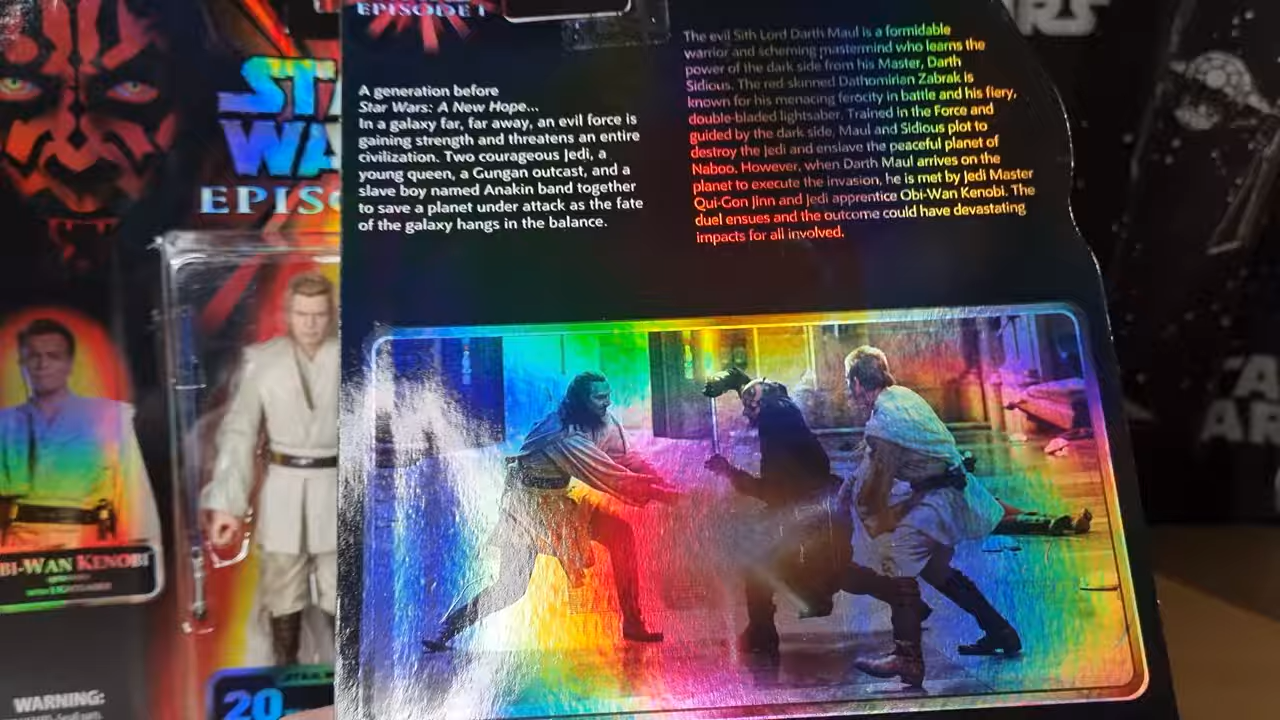 EPISODE I
A generation before
Star Wars: A New Hope...
In a galaxy far, far away, an evil force is
gaining strength and threatens an entire
civilization. Two courageous Jedi, a
young queen, a Gungan outcast, and a
slave boy named Anakin band together
to save a planet under attack as the fate
of the galaxy hangs in the balance.
The evil Sith Lord Darth Maul is a formidable
warrior and scheming mastermind who learns the
power of the dark side from his Master, Darth
Sidious. The red skinned Dathomirian Zabrak is
known for his menacing ferocity in battle and his fiery,
double-bladed lightsaber. Trained in the Force and
guided by the dark side, Maul and Sidious plot to
destroy the Jedi and enslave the peaceful planet of
Naboo. However, when Darth Maul arrives on the
planet to execute the invasion, he is met by Jedi Master
Qui-Gon Jinn and Jedi apprentice Obi-Wan Kenobi. The
duel ensues and the outcome could have devastating
impacts for all involved.
STA
WA
EPISO
BI-WAN KENOBI
WARNING:
20
STAR W
ARS
A
AR